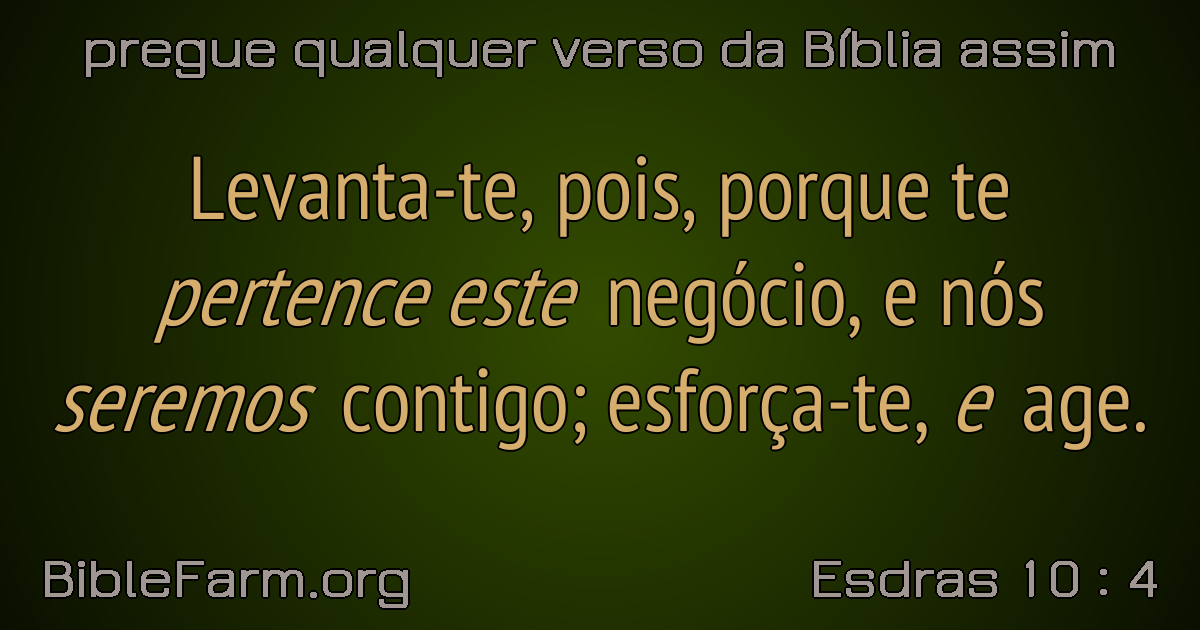 pregue qualquer verso da Bíblia assim
Levanta-te, pois, porque te
pertence este negócio, e nós
seremos contigo; esforça-te, e age.
BibleFarm.org
Esdras 10 : 4